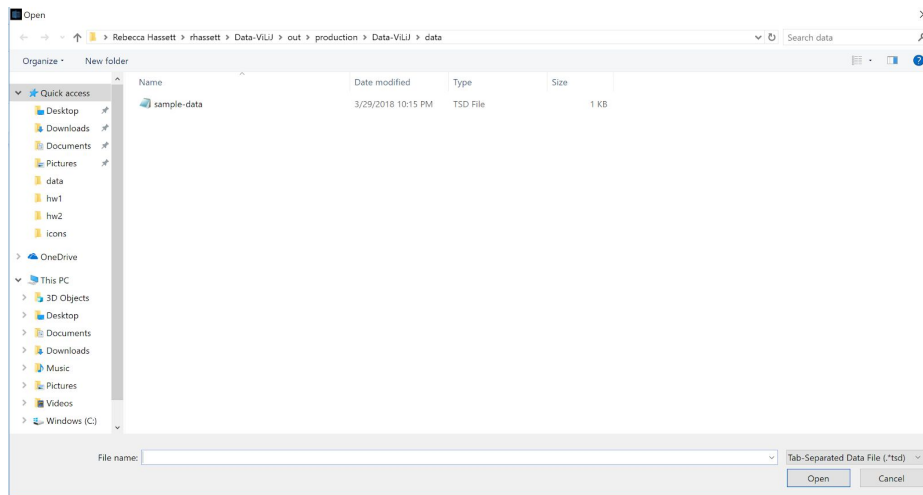 Open
Rebecca Hassett > rhassett > Data-ViLiJ > out > production > Data-ViLiJ > data
Search data
Organize
New folder
Name
Date modified
Type
Size
sample-data
3/29/2018 10:15 PM
TSD File
1 KB
Quick access
Desktop
Downloads
Documents
Pictures
data
hw1
hw2
icons
OneDrive
This PC
3D Objects
Desktop
Documents
Downloads
Music
Pictures
Videos
Windows (C:)
File name:
Tab-Separated Data File (.*tsd)
Open
Cancel